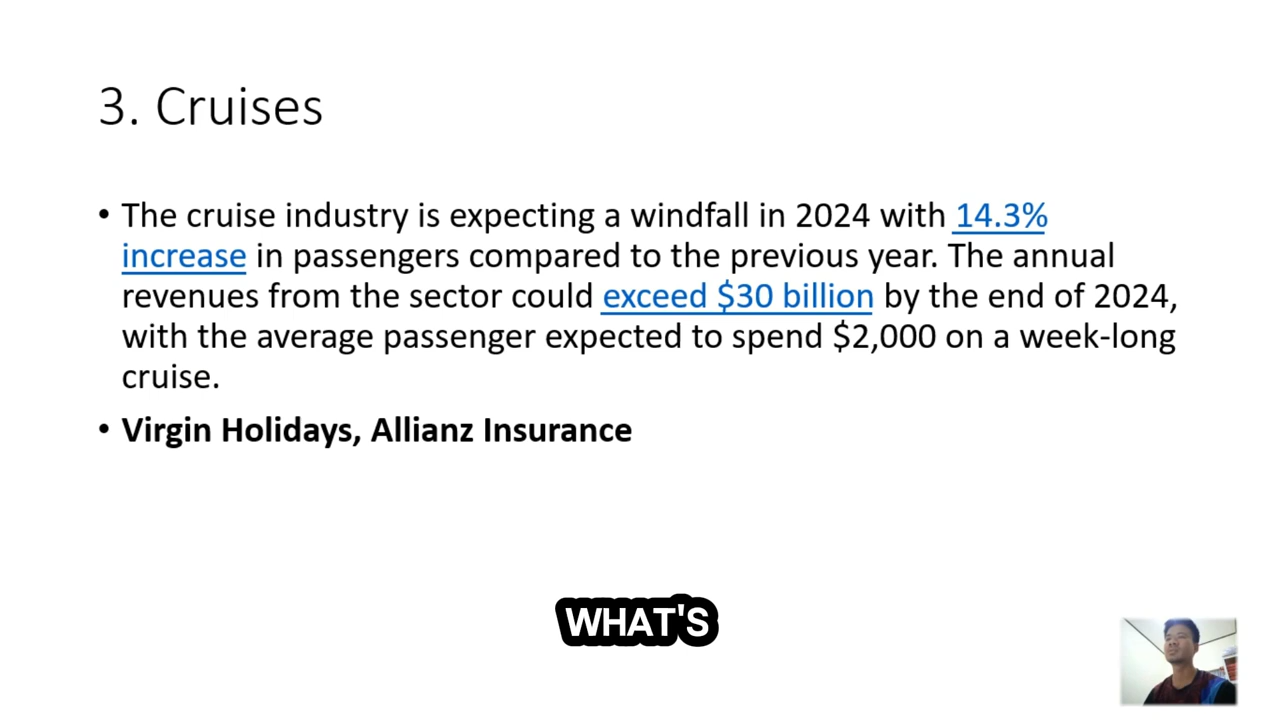 3. Cruises
• The cruise industry is expecting a windfall in 2024 with 14.3%
increase in passengers compared to the previous year. The annual
revenues from the sector could exceed $30 billion by the end of 2024,
with the average passenger expected to spend $2,000 on a week-long
cruise.
• Virgin Holidays, Allianz Insurance
WHAT'S